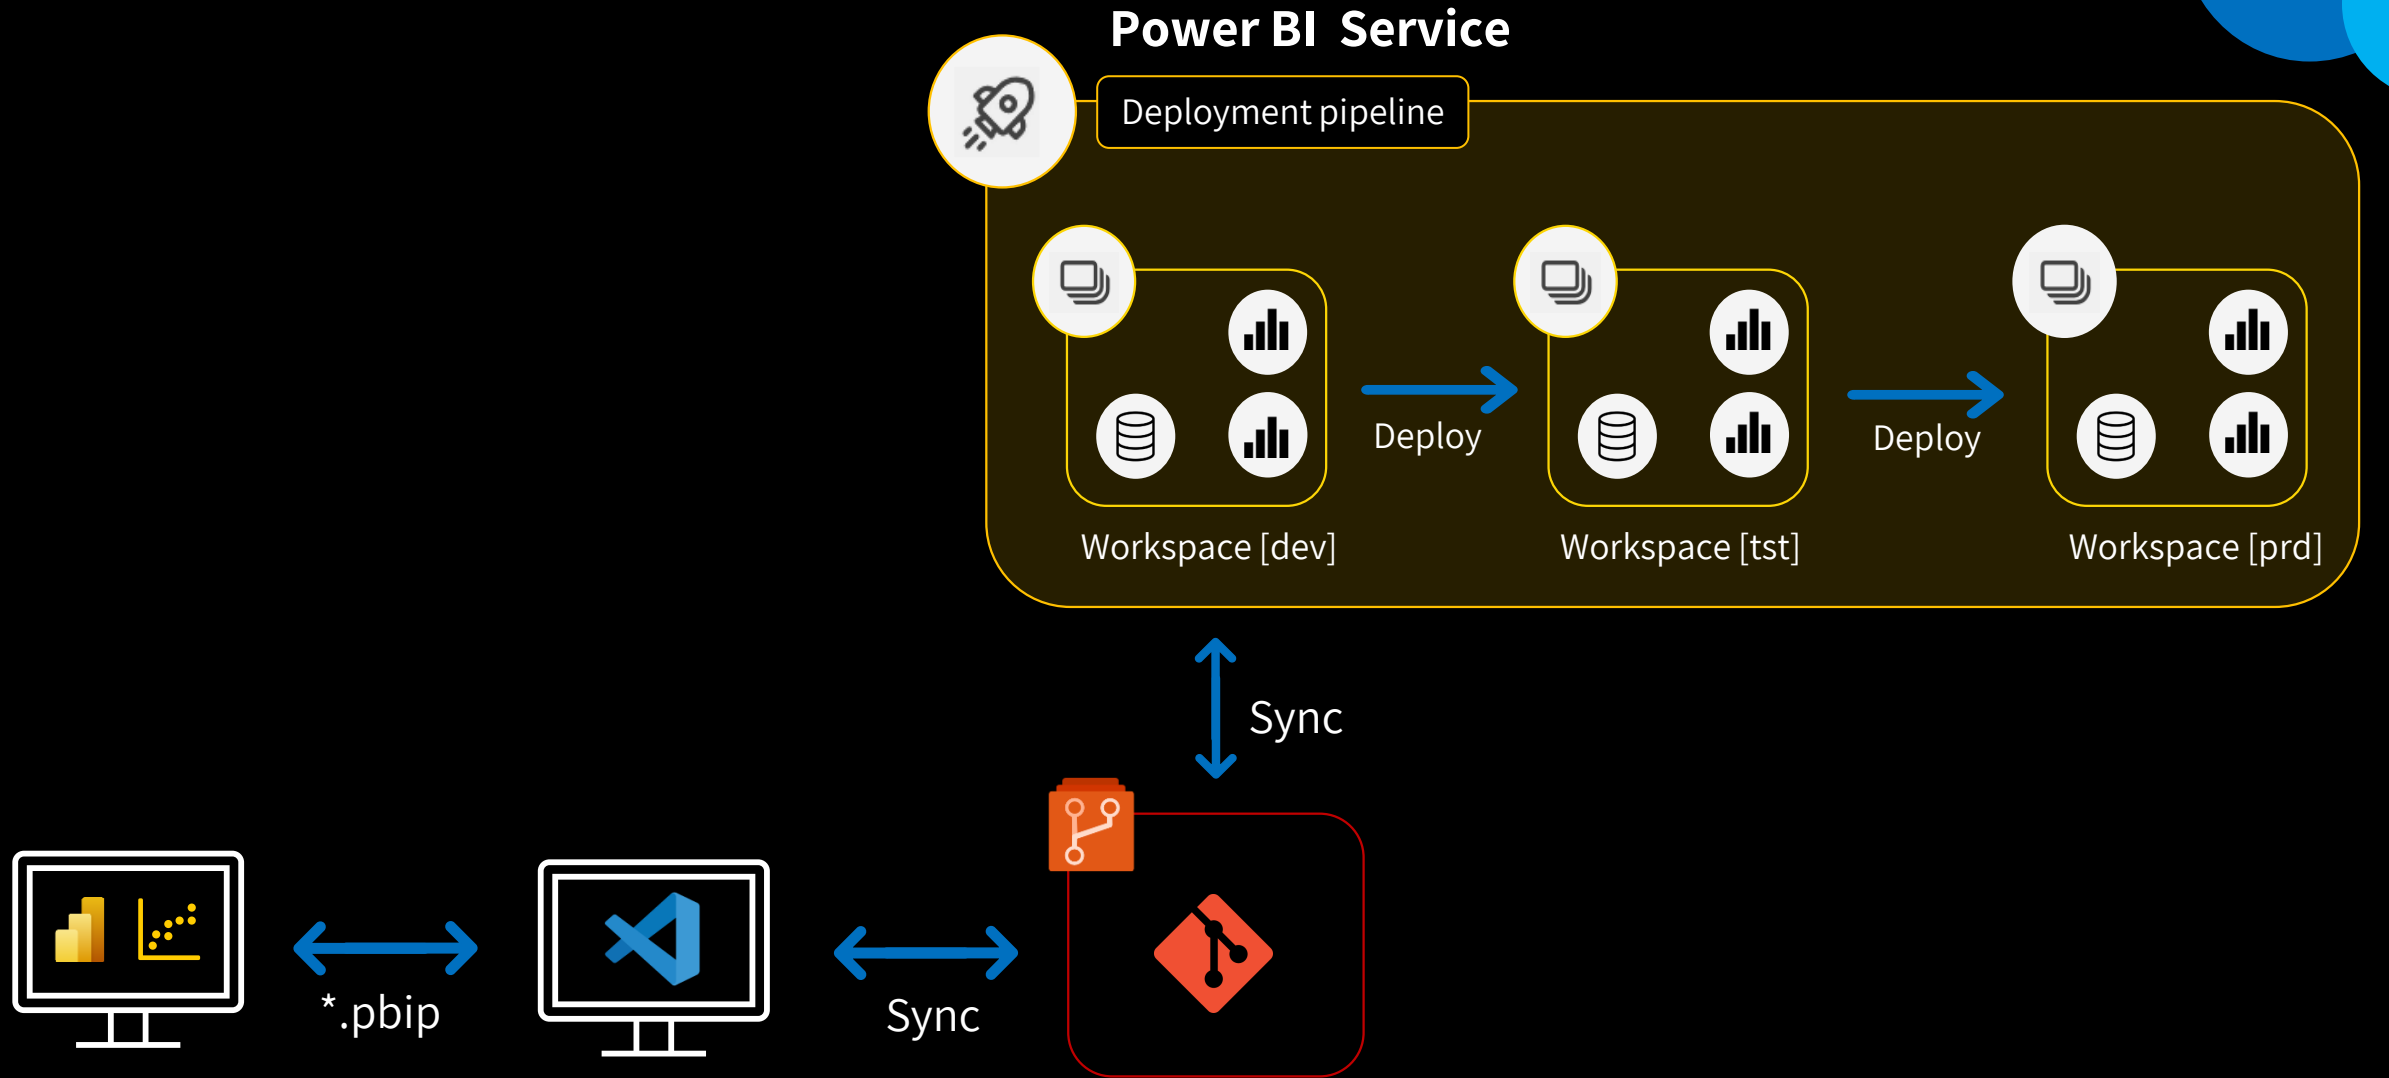 Power BI  Service
Deployment pipeline
Deploy
Deploy
Workspace [dev]
Workspace [tst]
Workspace [prd]
Sync
*.pbip
Sync